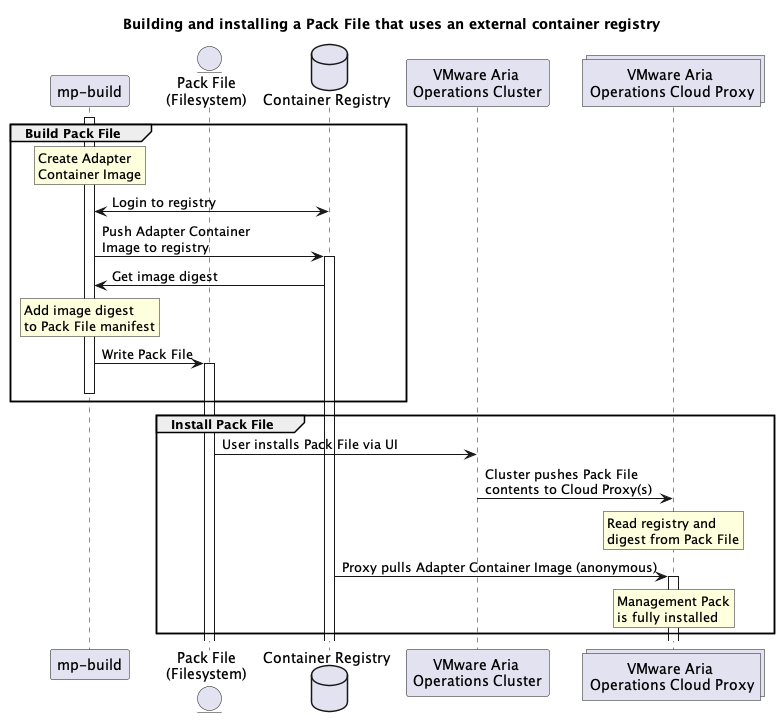 Building and installing a Pack File that uses an external container registry
mp-build
Pack File
(Filesystem)
Container Registry
VMware Aria
Operations Cluster
VMware Aria
Operations Cloud Proxy
Build Pack File
Create Adapter
Container Image
Login to registry
Push Adapter Container
Image to registry
Get image digest
Add image digest
to Pack File manifest
Write Pack File
Install Pack File
User installs Pack File via UI
Cluster pushes Pack File
contents to Cloud Proxy(s)
Read registry and
digest from Pack File
Proxy pulls Adapter Container Image (anonymous)
Management Pack
is fully installed
mp-build
Pack File
(Filesystem)
Container Registry
VMware Aria
Operations Cluster
VMware Aria
Operations Cloud Proxy